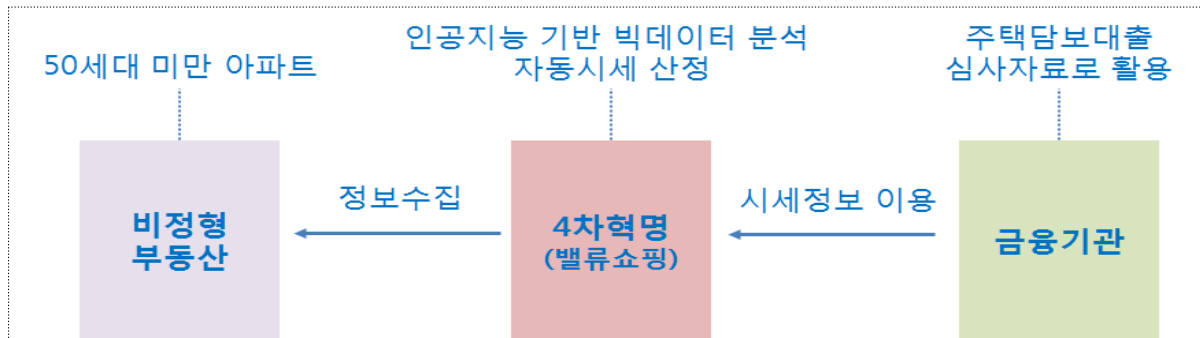 50세대 미만 아파트
인공지능 기반 빅데이터 분석
자동시세 산정
주택담보대출
심사자료로 활용
비정형
부동산
정보수집
4차혁명
(밸류쇼핑)
시세정보 이용
금융기관